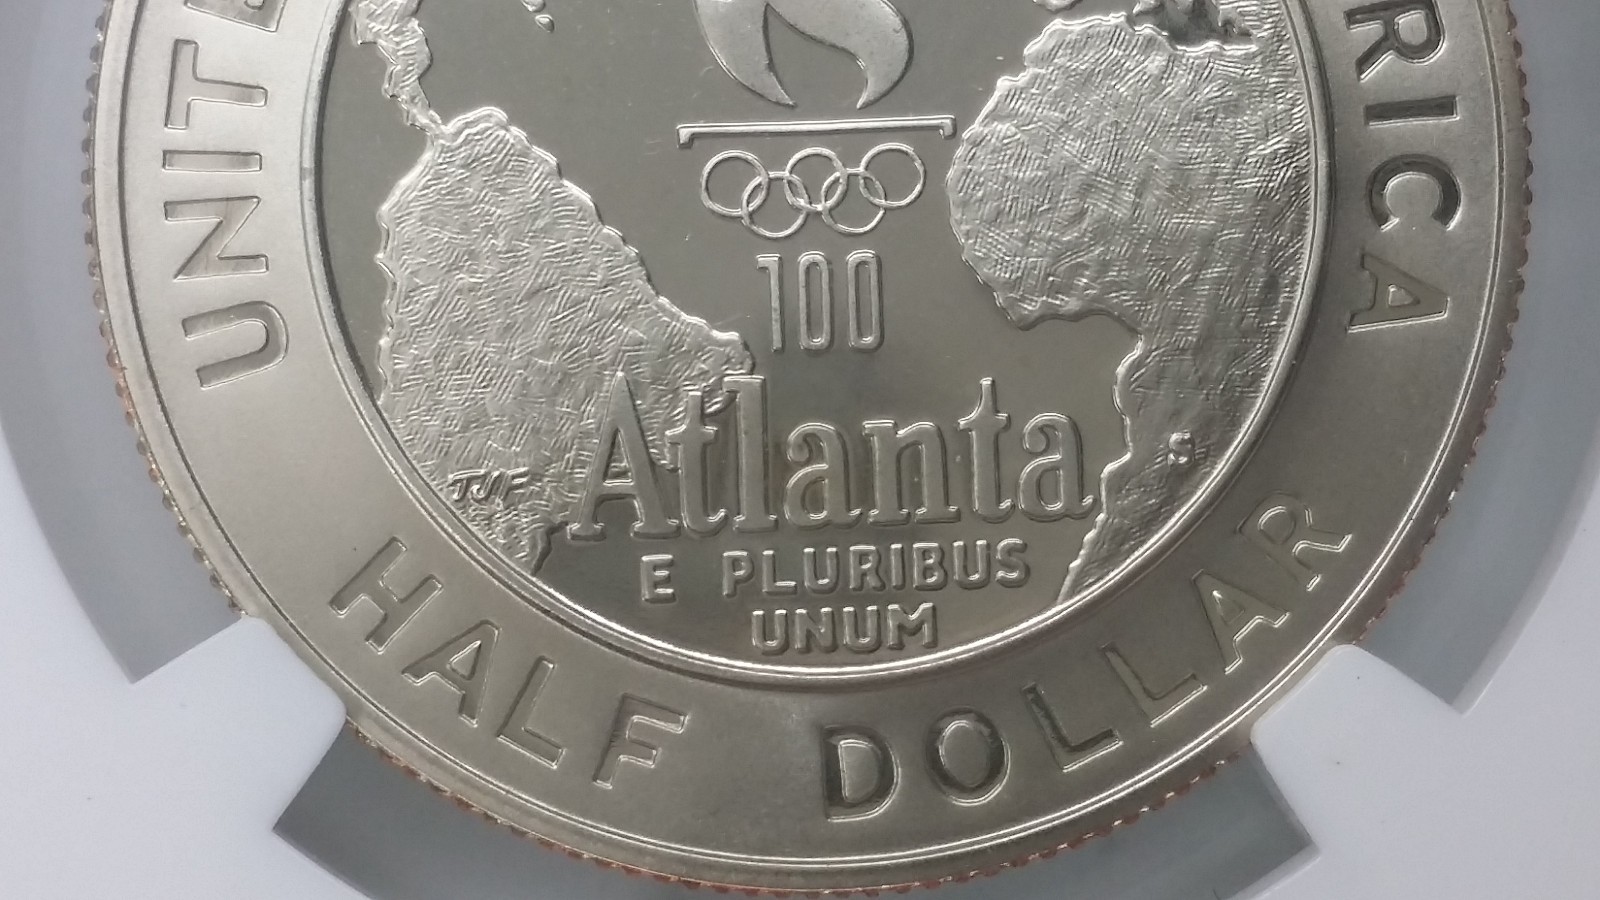 UNITE
RICA
100
Atlanta
TJF
S
E PLURIBUS
UNUM
HALF DOLLAR